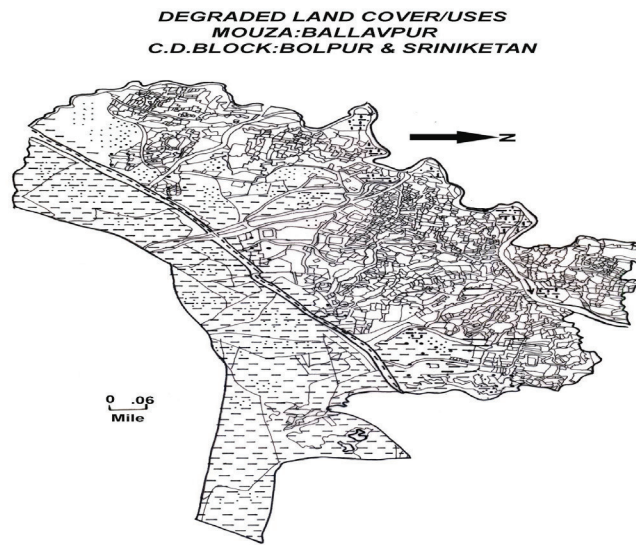 DEGRADED LAND COVER/USES
MOUZA:BALLAVPUR
C.D.BLOCK:BOLPUR & SRINIKETAN
N
0 .06
Mile